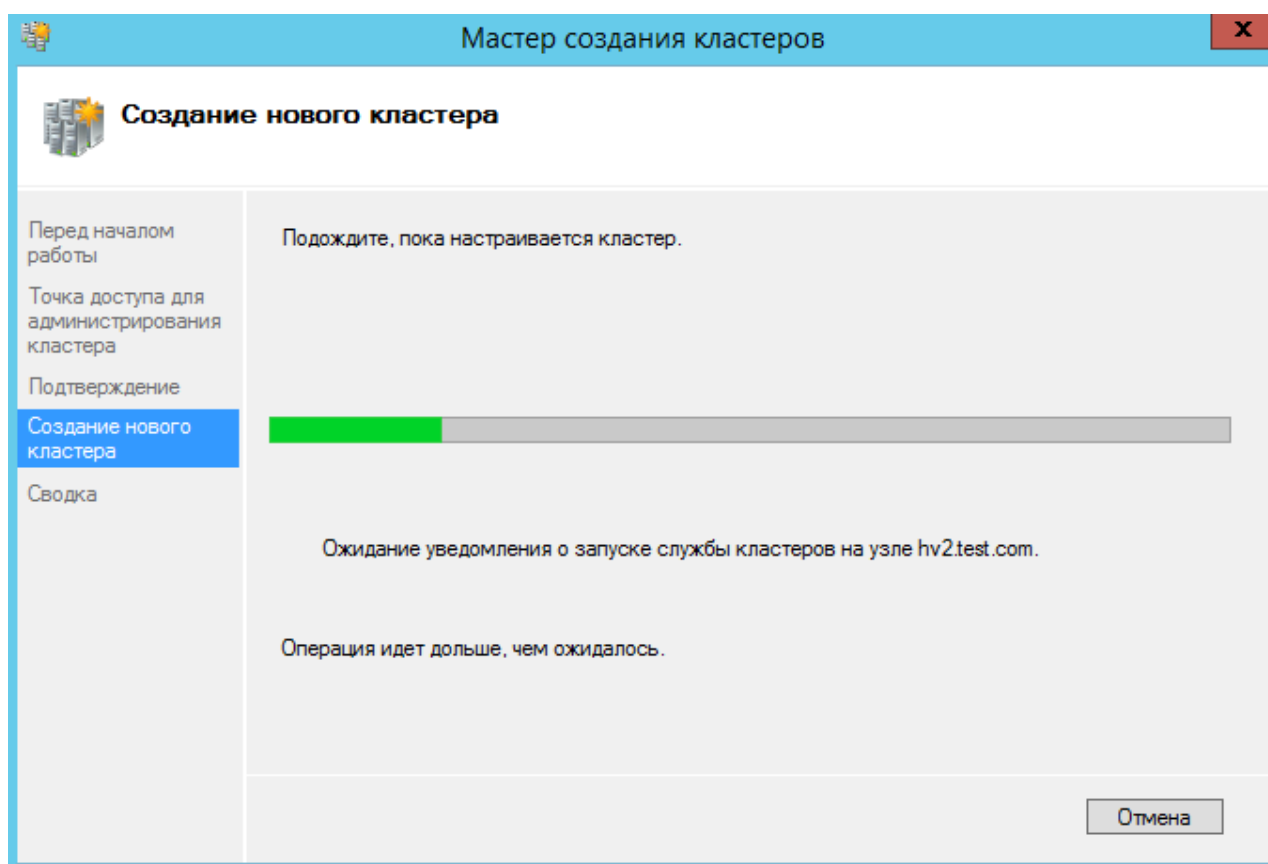 Мастер создания кластеров
x
Создание нового кластера
Перед началом
работы
Точка доступа для
администрирования
кластера
Подтверждение
Создание нового
кластера
Сводка
Подождите, пока настраивается кластер.
Ожидание уведомления о запуске службы кластеров на узле hv2.test.com.
Операция идет дольше, чем ожидалось.
Отмена